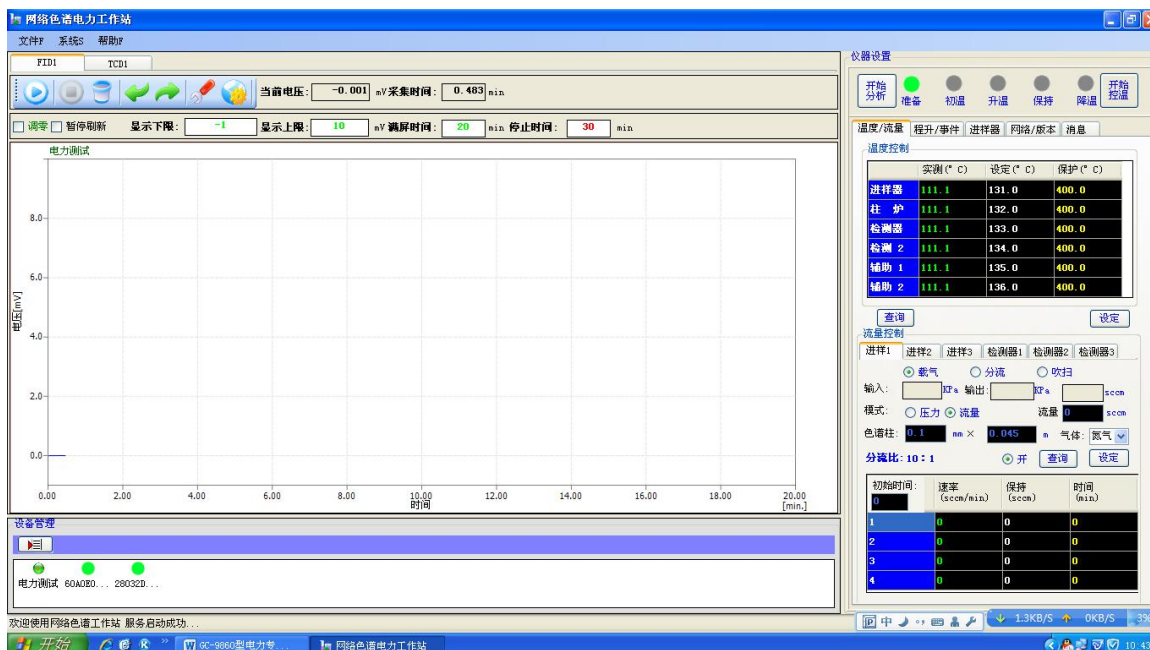 网络色谱电力工作站
文件F 系统S 帮助F
FID1 TCD1
当前电压: -0.001 mV 采集时间: 0.483 min
调零 暂停刷新 显示下限: -1 显示上限: 10 mV 满屏时间: 20 min 停止时间: 30 min
电力测试
8.0
6.0
电压[mV]
4.0
2.0
0.0
0.00 2.00 4.00 6.00 8.00 10.00 12.00 14.00 16.00 18.00 20.00
时间 [min.]
设备管理
电力测试 60A0E0... 28032D...
欢迎使用网络色谱工作站 服务启动成功...
仪器设置
开始分析 准备 初温 升温 保持 降温 开始控温
温度/流量 程升/事件 进样器 网络/版本 消息
温度控制
实测(° C) 设定(° C) 保护(° C)
进样器 111.1 131.0 400.0
柱 炉 111.1 132.0 400.0
检测器 111.1 133.0 400.0
检测 2 111.1 134.0 400.0
辅助 1 111.1 135.0 400.0
辅助 2 111.1 136.0 400.0
查询 设定
流量控制
进样1 进样2 进样3 检测器1 检测器2 检测器3
载气 分流 吹扫
输入: KPa 输出: KPa sccm
模式: 压力 流量 流量 0 sccm
色谱柱: 0.1 mm × 0.045 m 气体: 氮气
分流比: 10 : 1 开 查询 设定
初始时间: 0 速率 (sccm/min) 保持 (sccm) 时间 (min)
1 0 0 0
2 0 0 0
3 0 0 0
4 0 0 0
中 1.3KB/S 0KB/S 3%
开始 GC-9860型电力专... 网络色谱电力工作站 10:43